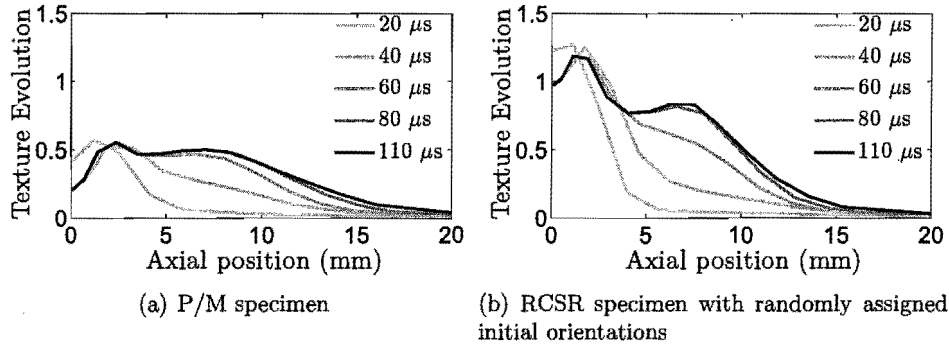 Texture Evolution
1.5
1
0.5
0
20 μs
40 μs
60 μs
80 μs
110 μs
0 5 10 15 20
Axial position (mm)
(a) P/M specimen
Texture Evolution
1.5
1
0.5
0
20 μs
40 μs
60 μs
80 μs
110 μs
0 5 10 15 20
Axial position (mm)
(b) RCSR specimen with randomly assigned
initial orientations